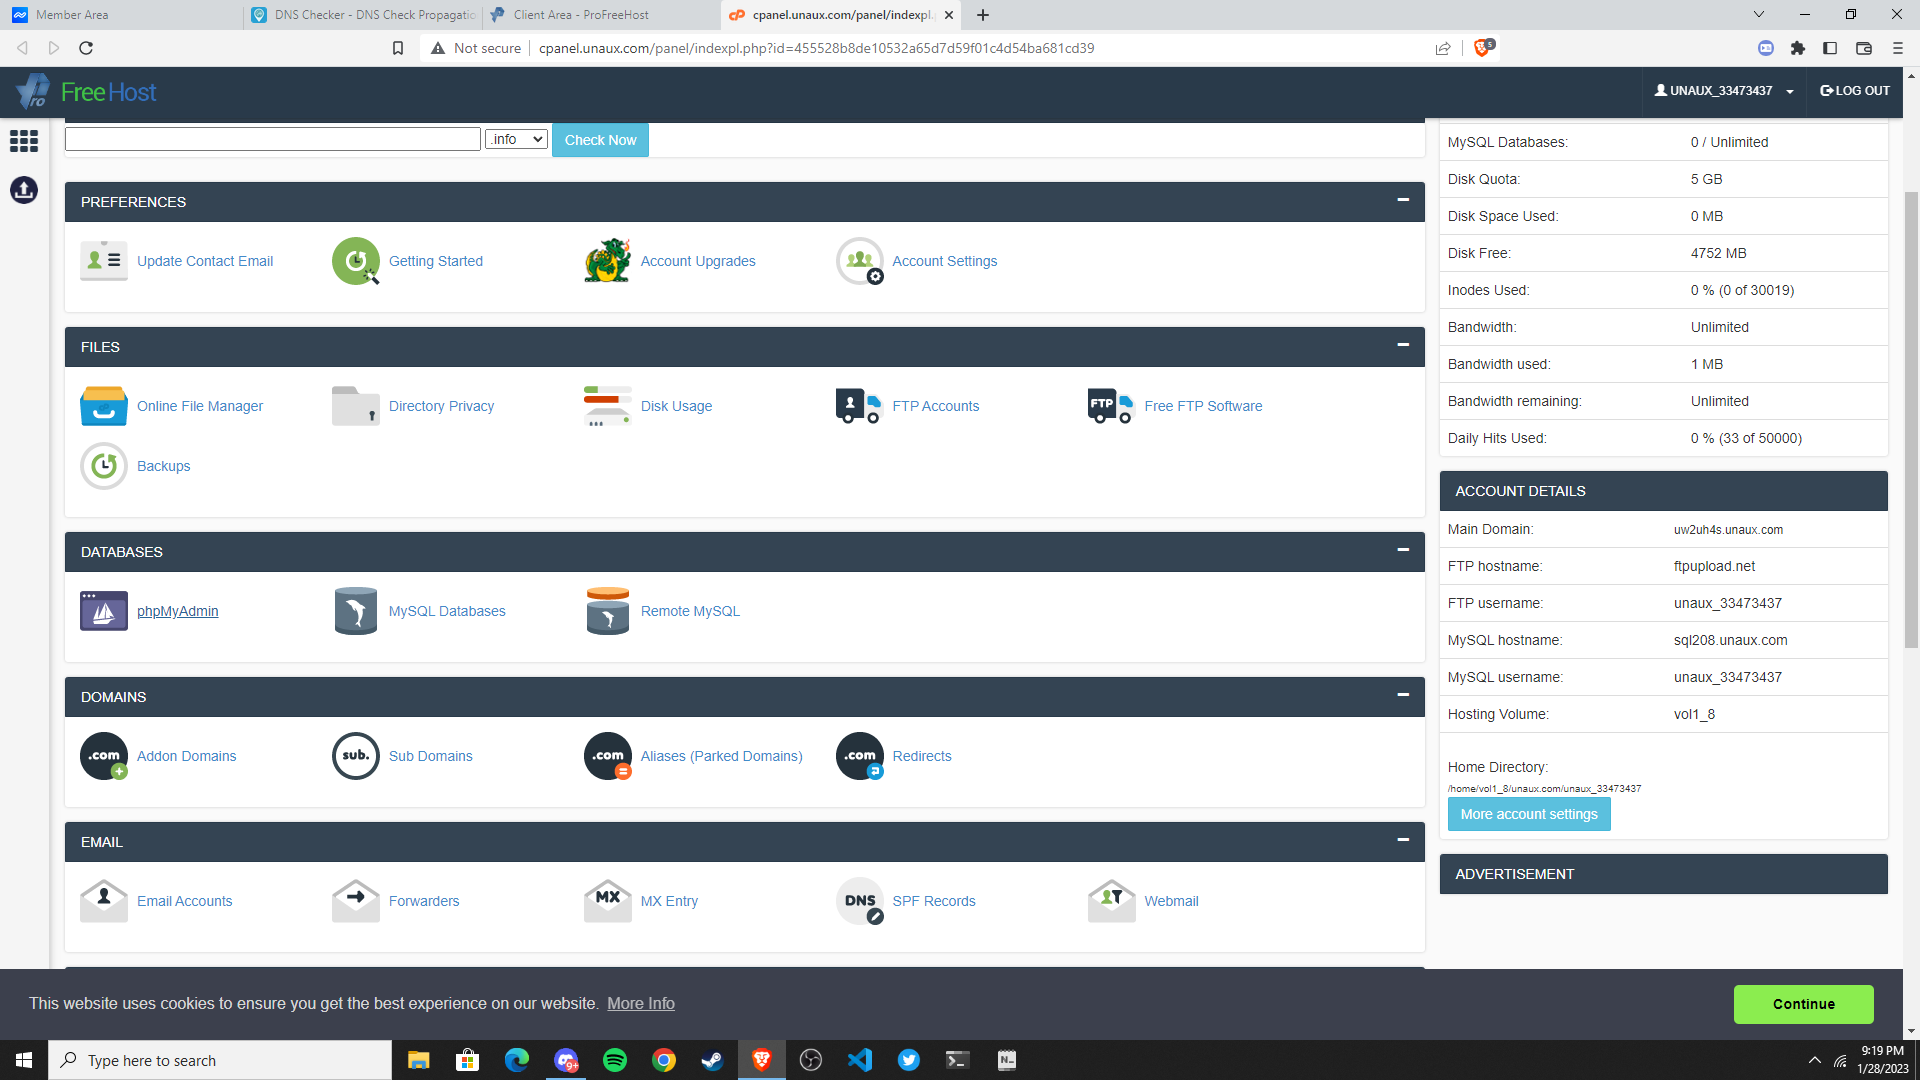 Member Area
DNS Checker - DNS Check Propagatio
Client Area - ProFreeHost
cpanel.unaux.com/panel/indexpl.
Not secure
cpanel.unaux.com/panel/indexpl.php?id=455528b8de10532a65d7d59f01c4d54ba681cd39
5
ro FreeHost
UNAUX_33473437
LOG OUT
.info
Check Now
MySQL Databases: 0 / Unlimited
Disk Quota: 5 GB
Disk Space Used: 0 MB
Disk Free: 4752 MB
Inodes Used: 0 % (0 of 30019)
Bandwidth: Unlimited
Bandwidth used: 1 MB
Bandwidth remaining: Unlimited
Daily Hits Used: 0 % (33 of 50000)
PREFERENCES
Update Contact Email
Getting Started
Account Upgrades
Account Settings
FILES
Online File Manager
Directory Privacy
Disk Usage
FTP Accounts
FTP
Free FTP Software
Backups
DATABASES
phpMyAdmin
MySQL Databases
Remote MySQL
DOMAINS
.com
Addon Domains
sub.
Sub Domains
.com
Aliases (Parked Domains)
.com
Redirects
EMAIL
Email Accounts
Forwarders
MX
MX Entry
DNS
SPF Records
Webmail
ACCOUNT DETAILS
Main Domain: uw2uh4s.unaux.com
FTP hostname: ftpupload.net
FTP username: unaux_33473437
MySQL hostname: sql208.unaux.com
MySQL username: unaux_33473437
Hosting Volume: vol1_8
Home Directory:
/home/vol1_8/unaux.com/unaux_33473437
More account settings
ADVERTISEMENT
This website uses cookies to ensure you get the best experience on our website. More Info
Continue
Type here to search
9+
9:19 PM
1/28/2023